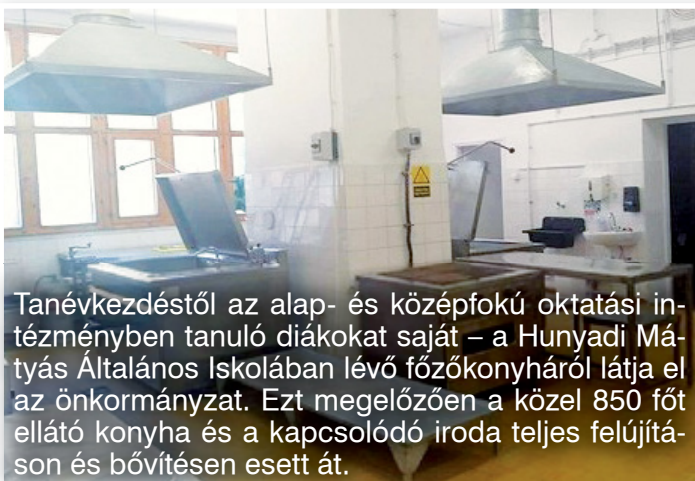 Tanévkezdéstől az alap- és középfokú oktatási in-
tézményben tanuló diákokat saját – a Hunyadi Má-
tyás Általános Iskolában lévő főzőkonyháról látja el
az önkormányzat. Ezt megelőzően a közel 850 főt
ellátó konyha és a kapcsolódó iroda teljes felújítá-
son és bővítésen esett át.